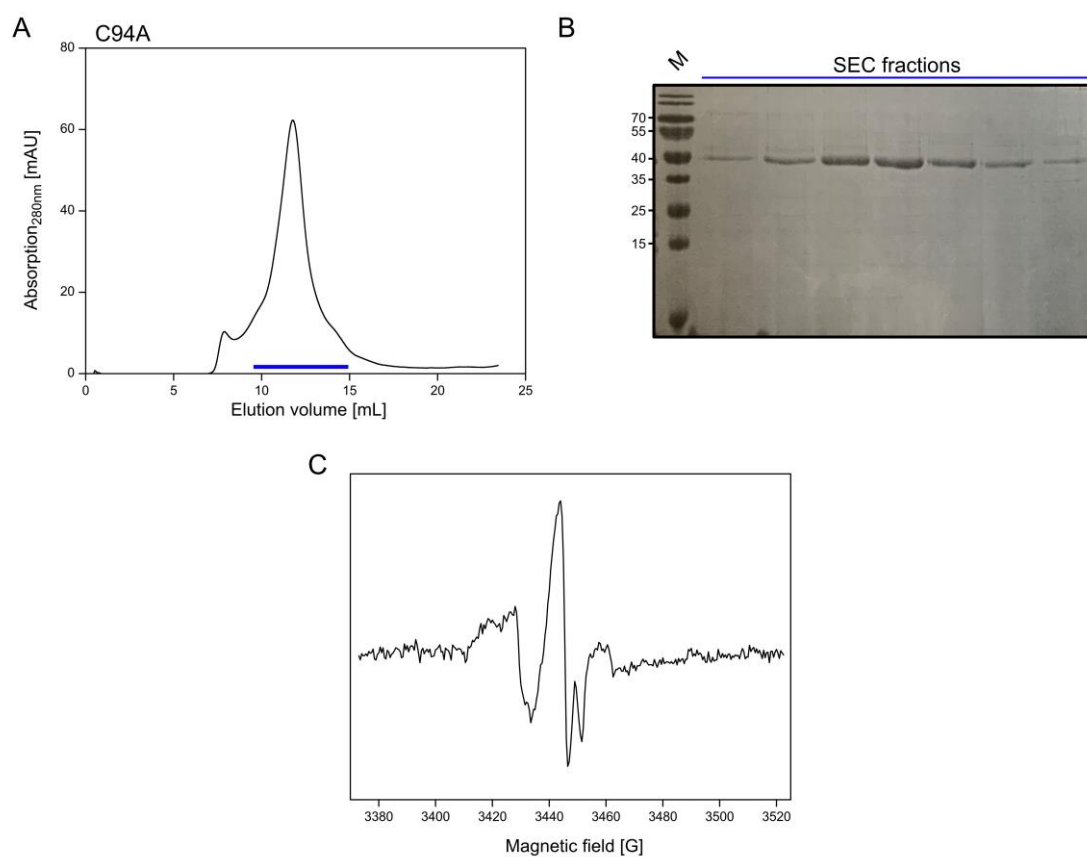 A
C94A
80
60
40
20
0
Absorption280nm [mAU]
0 5 10 15 20 25
Elution volume [mL]
B
M
SEC fractions
70
55
40
35
25
15
C
3380 3400 3420 3440 3460 3480 3500 3520
Magnetic field [G]